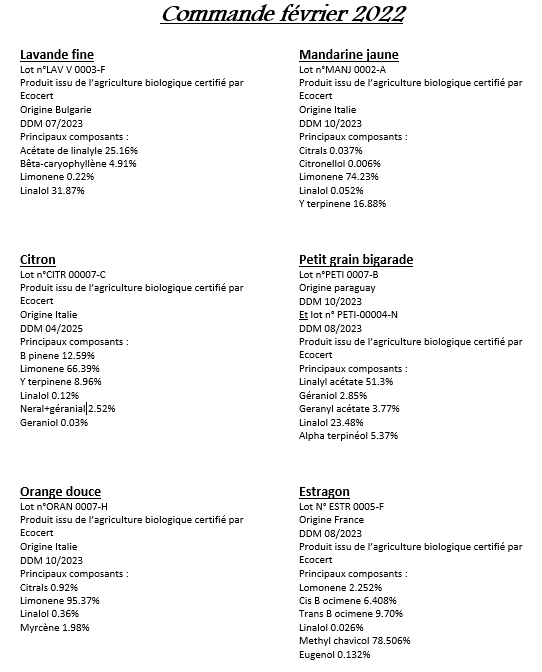 Commande février 2022
Lavande fine
Lot n°LAV V 0003-F
Produit issu de l'agriculture biologique certifié par
Ecocert
Origine Bulgarie
DDM 07/2023
Principaux composants :
Acétate de linalyle 25.16%
Bêta-caryophyllène 4.91%
Limonene 0.22%
Linalol 31.87%
Mandarine jaune
Lot n°MANJ 0002-A
Produit issu de l'agriculture biologique certifié par
Ecocert
Origine Italie
DDM 10/2023
Principaux composants :
Citrals 0.037%
Citronellol 0.006%
Limonene 74.23%
Linalol 0.052%
Y terpinene 16.88%
Citron
Lot n°CITR 00007-C
Produit issu de l'agriculture biologique certifié par
Ecocert
Origine Italie
DDM 04/2025
Principaux composants :
B pinene 12.59%
Limonene 66.39%
Y terpinene 8.96%
Linalol 0.12%
Neral+géranial 2.52%
Geraniol 0.03%
Petit grain bigarade
Lot n°PETI 0007-B
Origine paraguay
DDM 10/2023
Et lot n° PETI-00004-N
DDM 08/2023
Produit issu de l'agriculture biologique certifié par
Ecocert
Principaux composants :
Linalyl acétate 51.3%
Géraniol 2.85%
Geranyl acétate 3.77%
Linalol 23.48%
Alpha terpinéol 5.37%
Orange douce
Lot n°ORAN 0007-H
Produit issu de l'agriculture biologique certifié par
Ecocert
Origine Italie
DDM 10/2023
Principaux composants :
Citrals 0.92%
Limonene 95.37%
Linalol 0.36%
Myrcène 1.98%
Estragon
Lot N° ESTR 0005-F
Origine France
DDM 08/2023
Produit issu de l'agriculture biologique certifié par
Ecocert
Principaux composants :
Lomonene 2.252%
Cis B ocimene 6.408%
Trans B ocimene 9.70%
Linalol 0.026%
Methyl chavicol 78.506%
Eugenol 0.132%